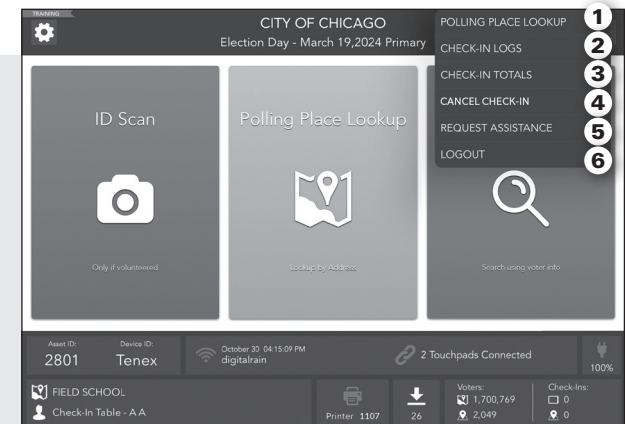 TRAINING
CITY OF CHICAGO
Election Day - March 19,2024 Primary
POLLING PLACE LOOKUP 1
CHECK-IN LOGS 2
CHECK-IN TOTALS 3
CANCEL CHECK-IN 4
REQUEST ASSISTANCE 5
LOGOUT 6
ID Scan
Only if volunteered
Polling Place Lookup
Lookup by Address
Search using voter info
Asset ID:
2801
Device ID:
Tenex
October 30 04:15:09 PM
digitalrain
2 Touchpads Connected
100%
FIELD SCHOOL
Check-In Table - A A
Printer 1107
26
Voters:
1,700,769
2,049
Check-Ins:
0
0